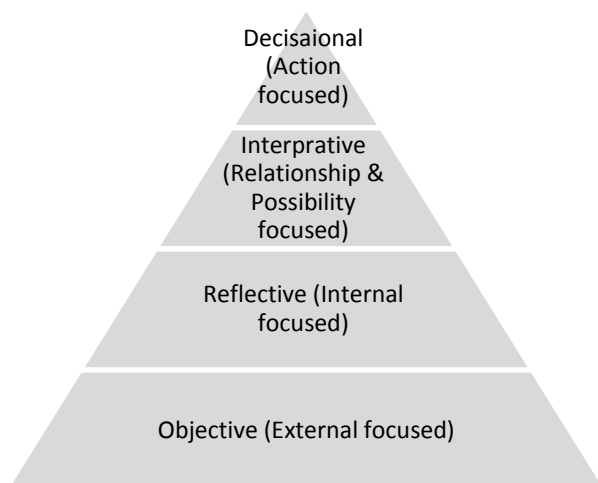 Decisaional
(Action
focused)
Interprative
(Relationship &
Possibility
focused)
Reflective (Internal
focused)
Objective (External focused)